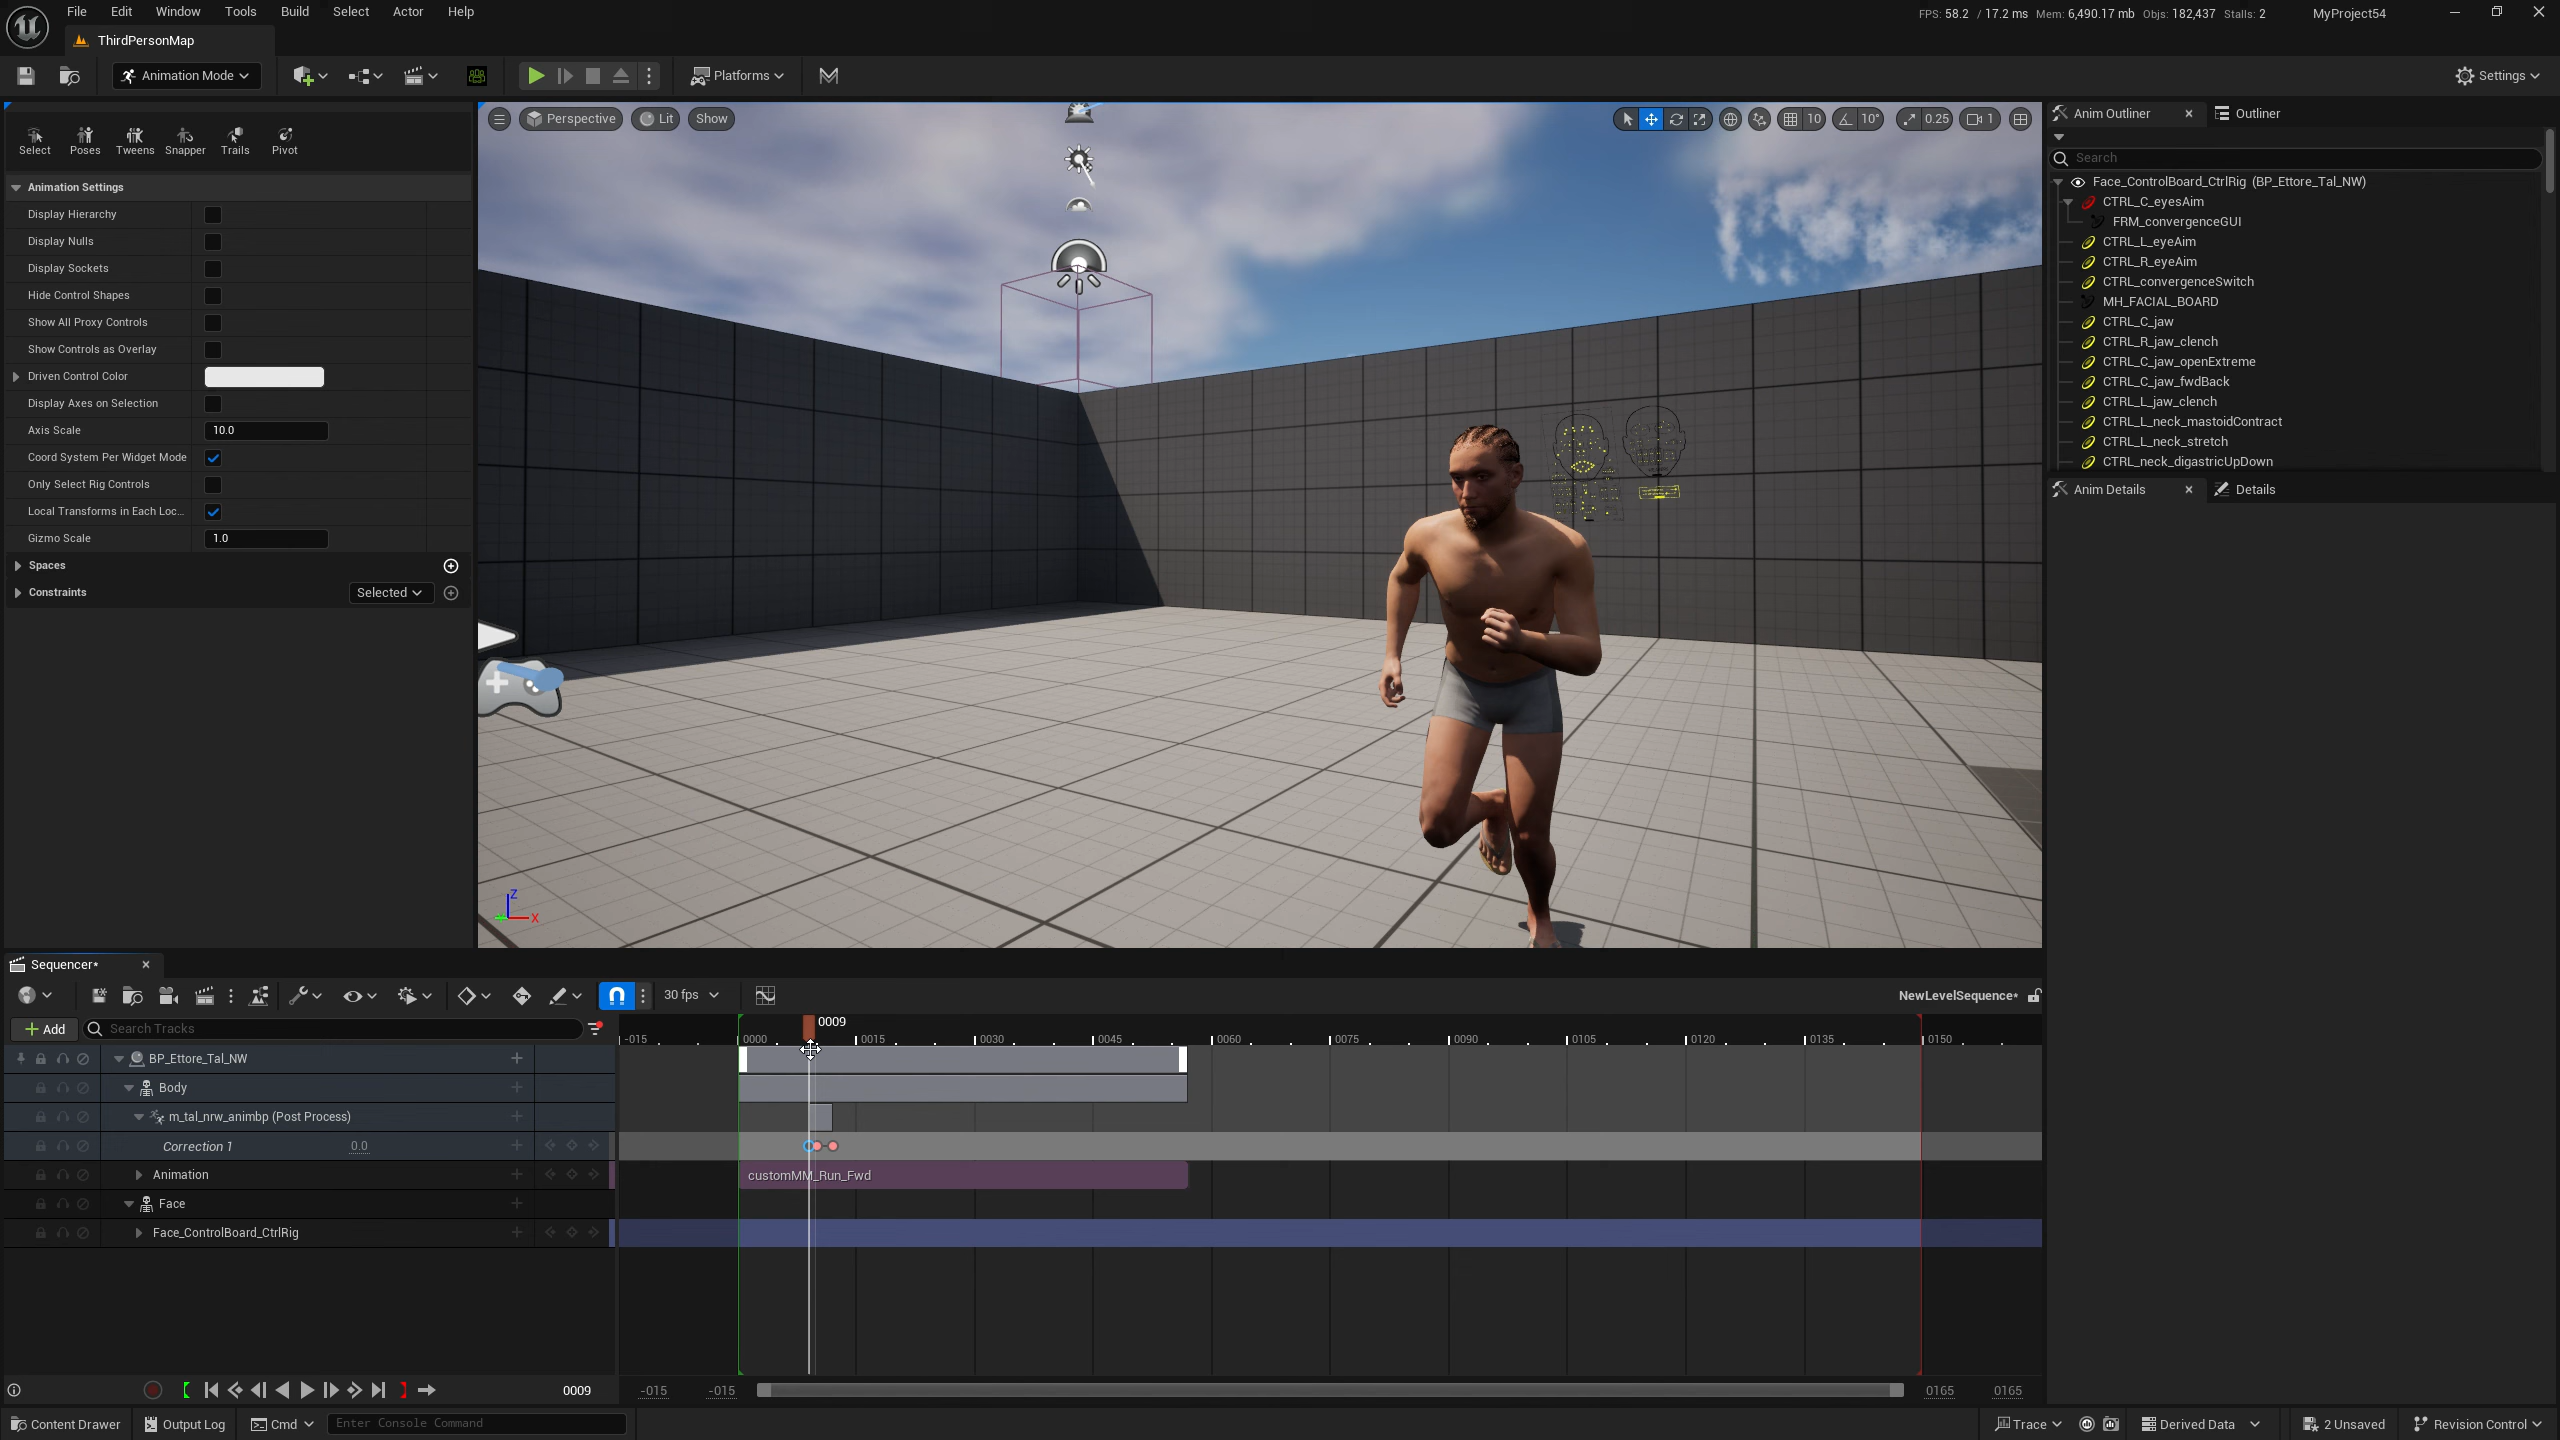 File Edit Window Tools Build Select Actor Help
FPS: 58.2 / 17.2 ms Mem: 6,490.17 mb Objs: 182,437 Stalls: 2 MyProject54
ThirdPersonMap
Animation Mode
Platforms
Settings
Select Poses Tweens Snapper Trails Pivot
Animation Settings
Display Hierarchy
Display Nulls
Display Sockets
Hide Control Shapes
Show All Proxy Controls
Show Controls as Overlay
Driven Control Color
Display Axes on Selection
Axis Scale 10.0
Coord System Per Widget Mode
Only Select Rig Controls
Local Transforms in Each Loc...
Gizmo Scale 1.0
Spaces
Constraints Selected
Perspective Lit Show
10 10° 0.25 1
Z
X
Anim Outliner Outliner
Search
Face_ControlBoard_CtrlRig (BP_Ettore_Tal_NW)
CTRL_C_eyesAim
FRM_convergenceGUI
CTRL_L_eyeAim
CTRL_R_eyeAim
CTRL_convergenceSwitch
MH_FACIAL_BOARD
CTRL_C_jaw
CTRL_R_jaw_clench
CTRL_C_jaw_openExtreme
CTRL_C_jaw_fwdBack
CTRL_L_jaw_clench
CTRL_L_neck_mastoidContract
CTRL_L_neck_stretch
CTRL_neck_digastricUpDown
Anim Details Details
Sequencer*
30 fps
NewLevelSequence*
Add Search Tracks
0009
-015 0000 0015 0030 0045 0060 0075 0090 0105 0120 0135 0150
BP_Ettore_Tal_NW
Body
m_tal_nrw_animbp (Post Process)
Correction 1 0.0
Animation
customMM_Run_Fwd
Face
Face_ControlBoard_CtrlRig
0009 -015 -015 0165 0165
Content Drawer Output Log Cmd Enter Console Command
Trace Derived Data 2 Unsaved Revision Control